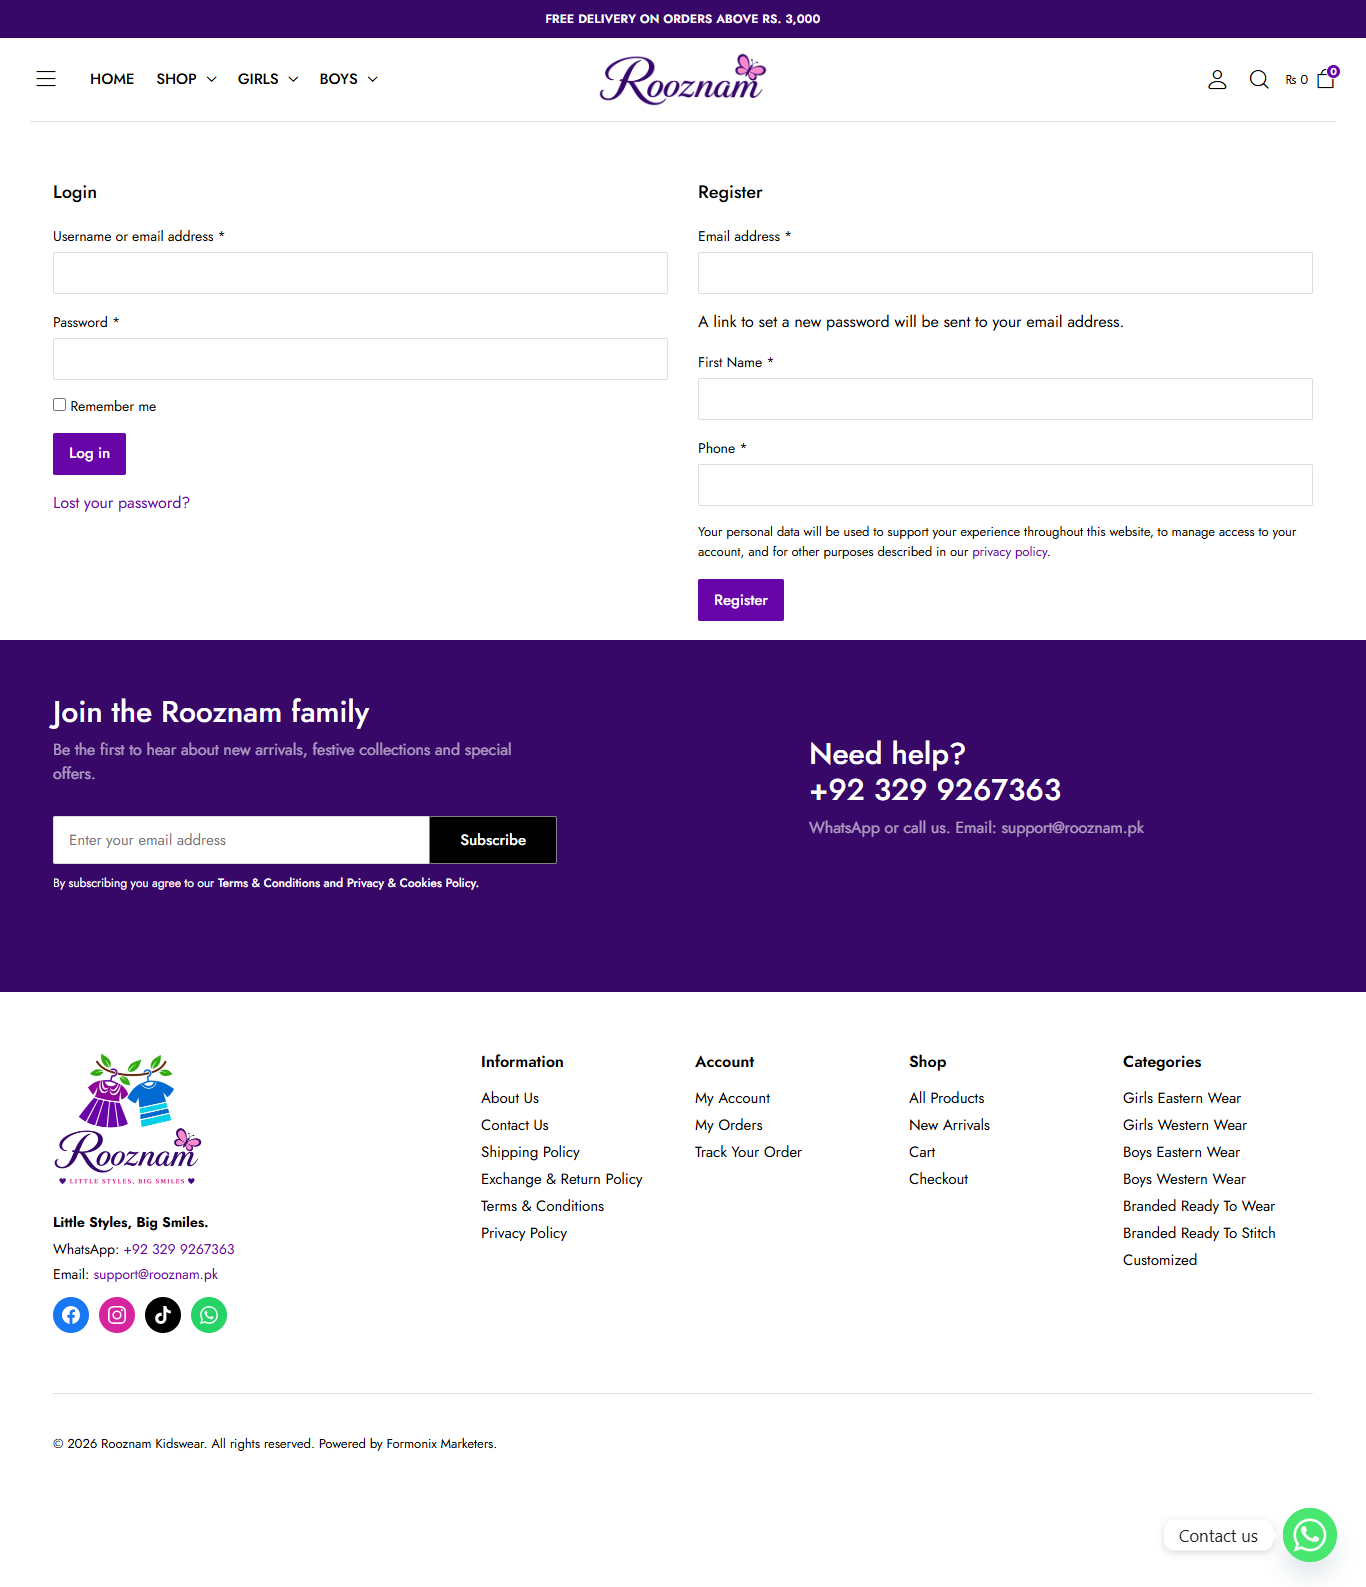 FREE DELIVERY ON ORDERS ABOVE RS. 3,000
HOME SHOP GIRLS BOYS
Rooznam
₨ 0
0
Login
Username or email address *
Password *
Remember me
Log in
Lost your password?
Register
Email address *
A link to set a new password will be sent to your email address.
First Name *
Phone *
Your personal data will be used to support your experience throughout this website, to manage access to your
account, and for other purposes described in our privacy policy.
Register
Join the Rooznam family
Be the first to hear about new arrivals, festive collections and special
offers.
Enter your email address
Subscribe
By subscribing you agree to our Terms & Conditions and Privacy & Cookies Policy.
Need help?
+92 329 9267363
WhatsApp or call us. Email: support@rooznam.pk
Rooznam
LITTLE STYLES, BIG SMILES
Little Styles, Big Smiles.
WhatsApp: +92 329 9267363
Email: support@rooznam.pk
Information
About Us
Contact Us
Shipping Policy
Exchange & Return Policy
Terms & Conditions
Privacy Policy
Account
My Account
My Orders
Track Your Order
Shop
All Products
New Arrivals
Cart
Checkout
Categories
Girls Eastern Wear
Girls Western Wear
Boys Eastern Wear
Boys Western Wear
Branded Ready To Wear
Branded Ready To Stitch
Customized
© 2026 Rooznam Kidswear. All rights reserved. Powered by Formonix Marketers.
Contact us